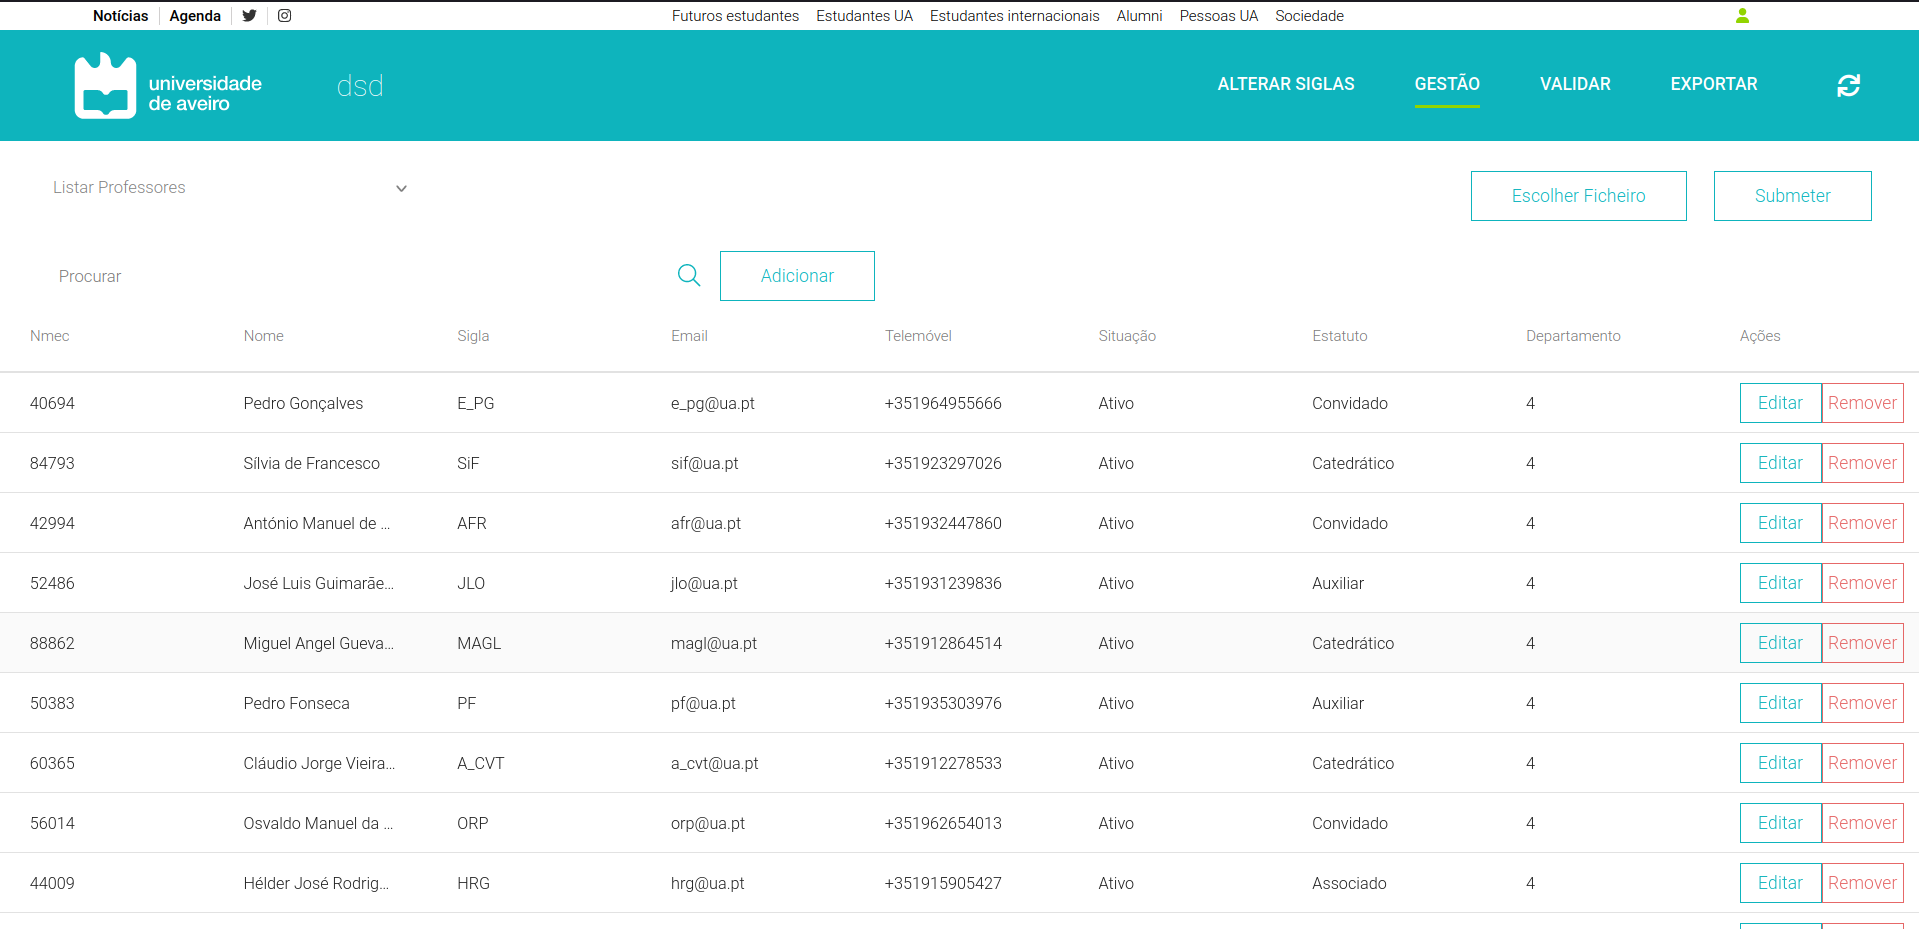 Notícias Agenda Futuros estudantes Estudantes UA Estudantes internacionais Alumni Pessoas UA Sociedade
universidade de aveiro dsd ALTERAR SIGLAS GESTÃO VALIDAR EXPORTAR
Listar Professores Escolher Ficheiro Submeter
Procurar Adicionar
Nmec Nome Sigla Email Telemóvel Situação Estatuto Departamento Ações
40694 Pedro Gonçalves E_PG e_pg@ua.pt +351964955666 Ativo Convidado 4 Editar Remover
84793 Sílvia de Francesco SiF sif@ua.pt +351923297026 Ativo Catedrático 4 Editar Remover
42994 António Manuel de ... AFR afr@ua.pt +351932447860 Ativo Convidado 4 Editar Remover
52486 José Luis Guimarãe... JLO jlo@ua.pt +351931239836 Ativo Auxiliar 4 Editar Remover
88862 Miguel Angel Gueva... MAGL magl@ua.pt +351912864514 Ativo Catedrático 4 Editar Remover
50383 Pedro Fonseca PF pf@ua.pt +351935303976 Ativo Auxiliar 4 Editar Remover
60365 Cláudio Jorge Vieira... A_CVT a_cvt@ua.pt +351912278533 Ativo Catedrático 4 Editar Remover
56014 Osvaldo Manuel da ... ORP orp@ua.pt +351962654013 Ativo Convidado 4 Editar Remover
44009 Hélder José Rodrig... HRG hrg@ua.pt +351915905427 Ativo Associado 4 Editar Remover